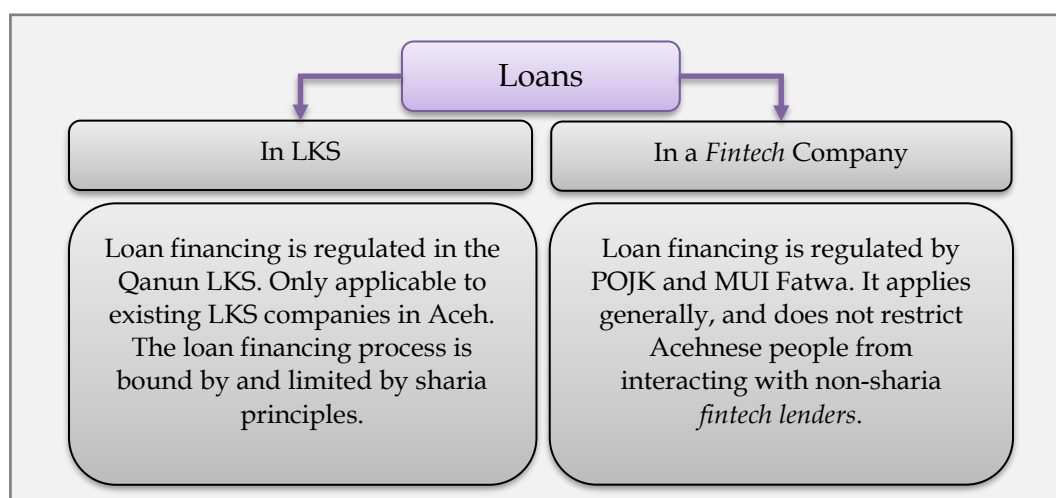 Loans
In LKS
In a Fintech Company
Loan financing is regulated in the
Qanun LKS. Only applicable to
existing LKS companies in Aceh.
The loan financing process is
bound by and limited by sharia
principles.
Loan financing is regulated by
POJK and MUI Fatwa. It applies
generally, and does not restrict
Acehnese people from
interacting with non-sharia
fintech lenders.